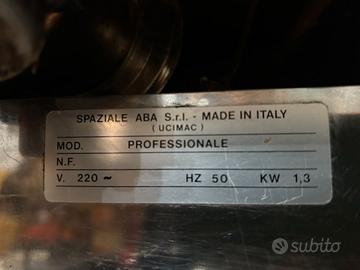 SPAZIALE ABA S.r.l. - MADE IN ITALY
( UCIMAC )
MOD. PROFESSIONALE
N.F.
V. 220 ~ HZ 50 KW 1,3
subito